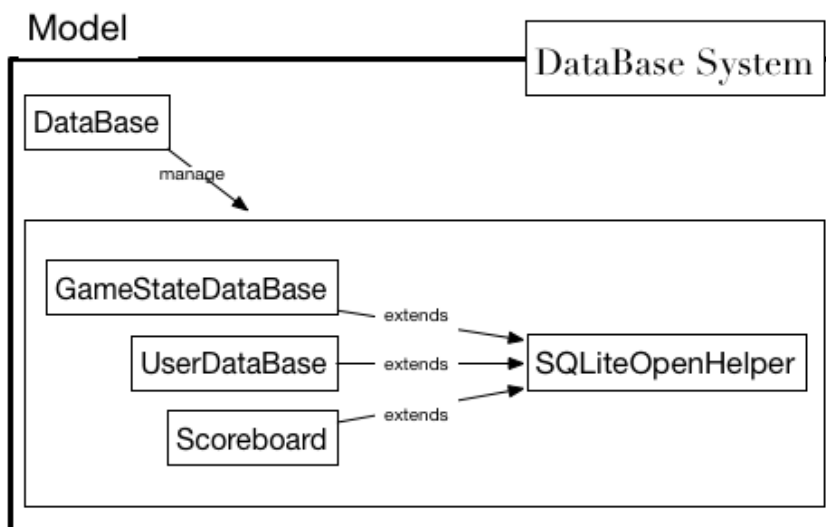 Model
DataBase System
DataBase
manage
GameStateDataBase
extends
UserDataBase
extends
SQLiteOpenHelper
Scoreboard
extends